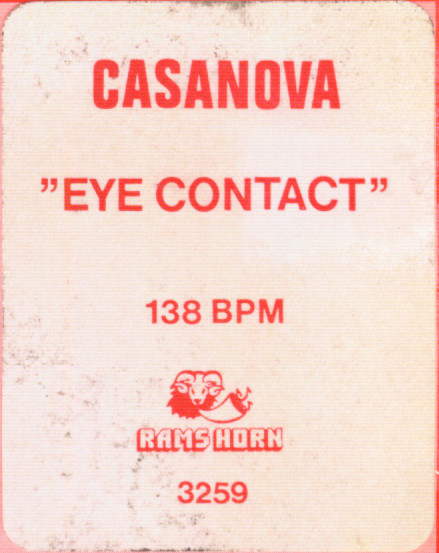 CASANOVA
”EYE CONTACT”
138 BPM
RAMS HORN
3259